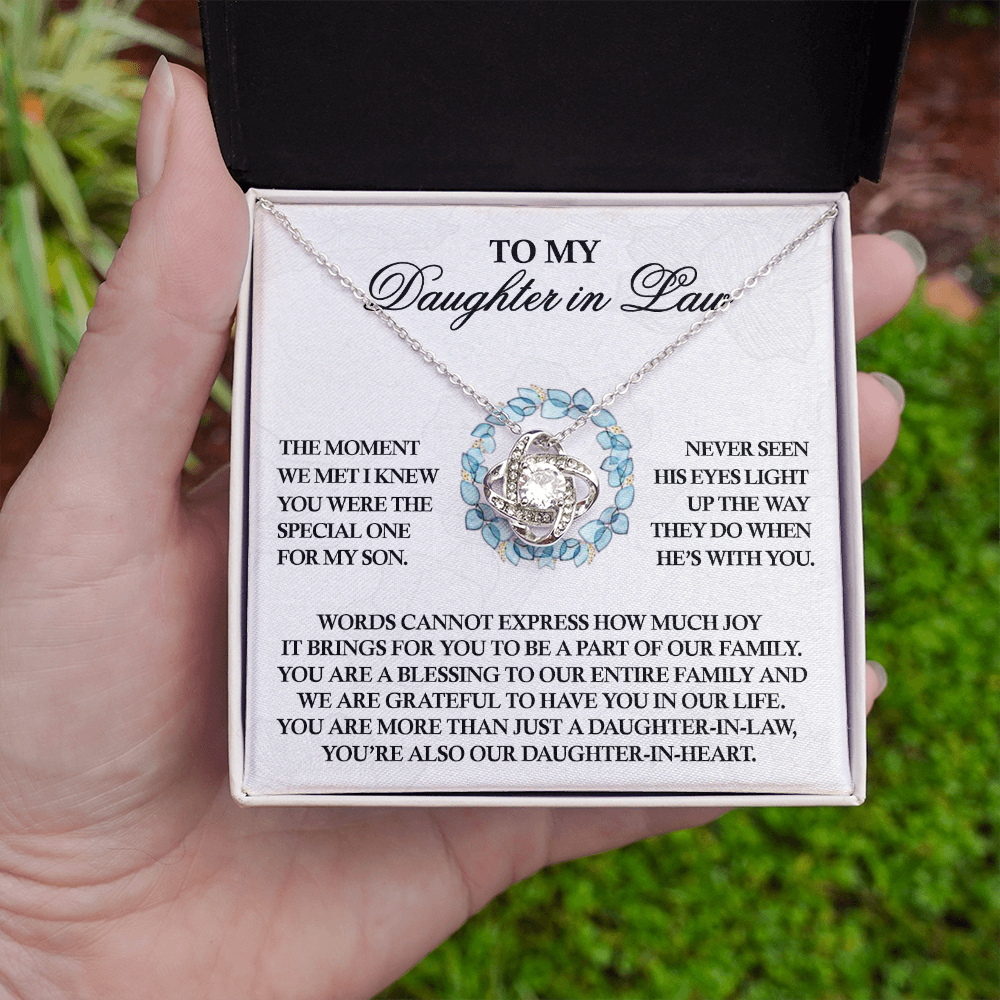 TO MY
Daughter in Law
THE MOMENT
WE MET I KNEW
YOU WERE THE
SPECIAL ONE
FOR MY SON.
NEVER SEEN
HIS EYES LIGHT
UP THE WAY
THEY DO WHEN
HE'S WITH YOU.
WORDS CANNOT EXPRESS HOW MUCH JOY
IT BRINGS FOR YOU TO BE A PART OF OUR FAMILY.
YOU ARE A BLESSING TO OUR ENTIRE FAMILY AND
WE ARE GRATEFUL TO HAVE YOU IN OUR LIFE.
YOU ARE MORE THAN JUST A DAUGHTER-IN-LAW,
YOU'RE ALSO OUR DAUGHTER-IN-HEART.